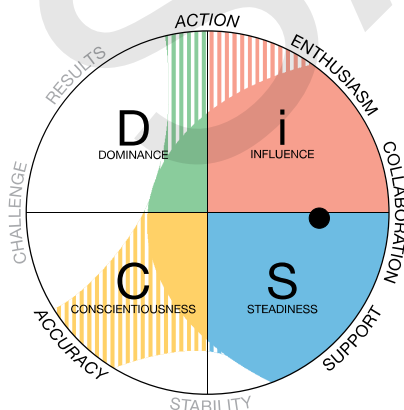 ACTION
RESULTS
ENTHUSIASM
D
DOMINANCE
i
INFLUENCE
CHALLENGE
COLLABORATION
C
CONSCIENTIOUSNESS
S
STEADINESS
ACCURACY
SUPPORT
STABILITY